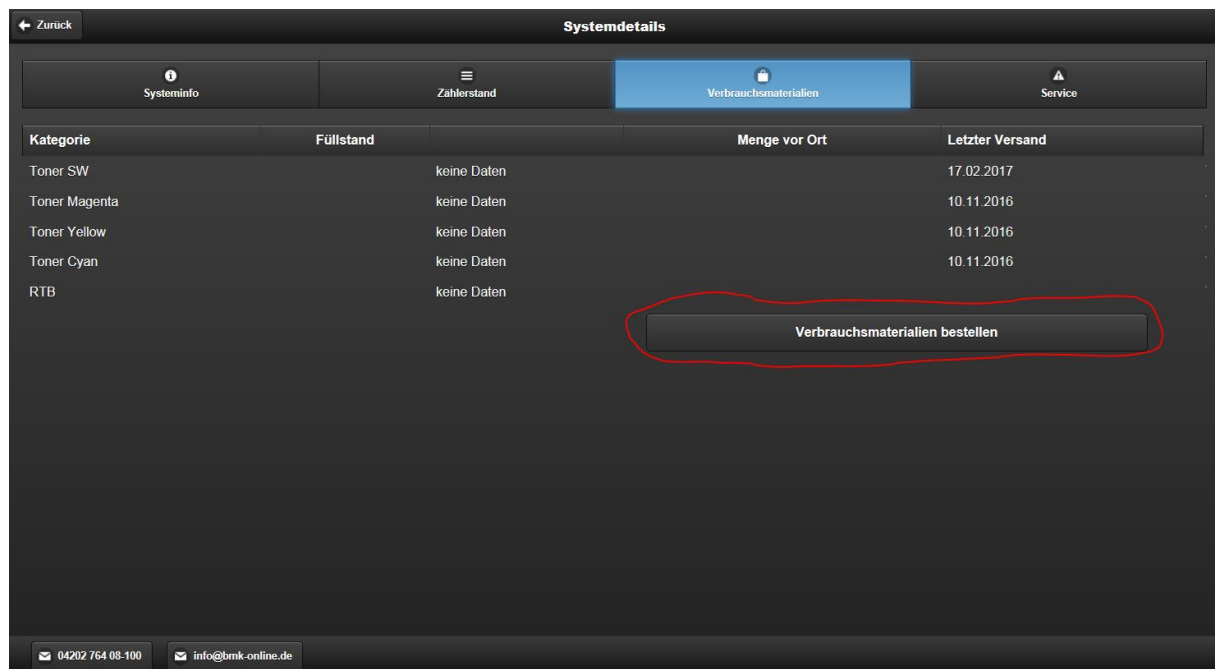 Zurück
Systemdetails
Systeminfo Zählerstand Verbrauchsmaterialien Service
Kategorie Füllstand Menge vor Ort Letzter Versand
Toner SW keine Daten 17.02.2017
Toner Magenta keine Daten 10.11.2016
Toner Yellow keine Daten 10.11.2016
Toner Cyan keine Daten 10.11.2016
RTB keine Daten
Verbrauchsmaterialien bestellen
04202 764 08-100 info@bmk-online.de